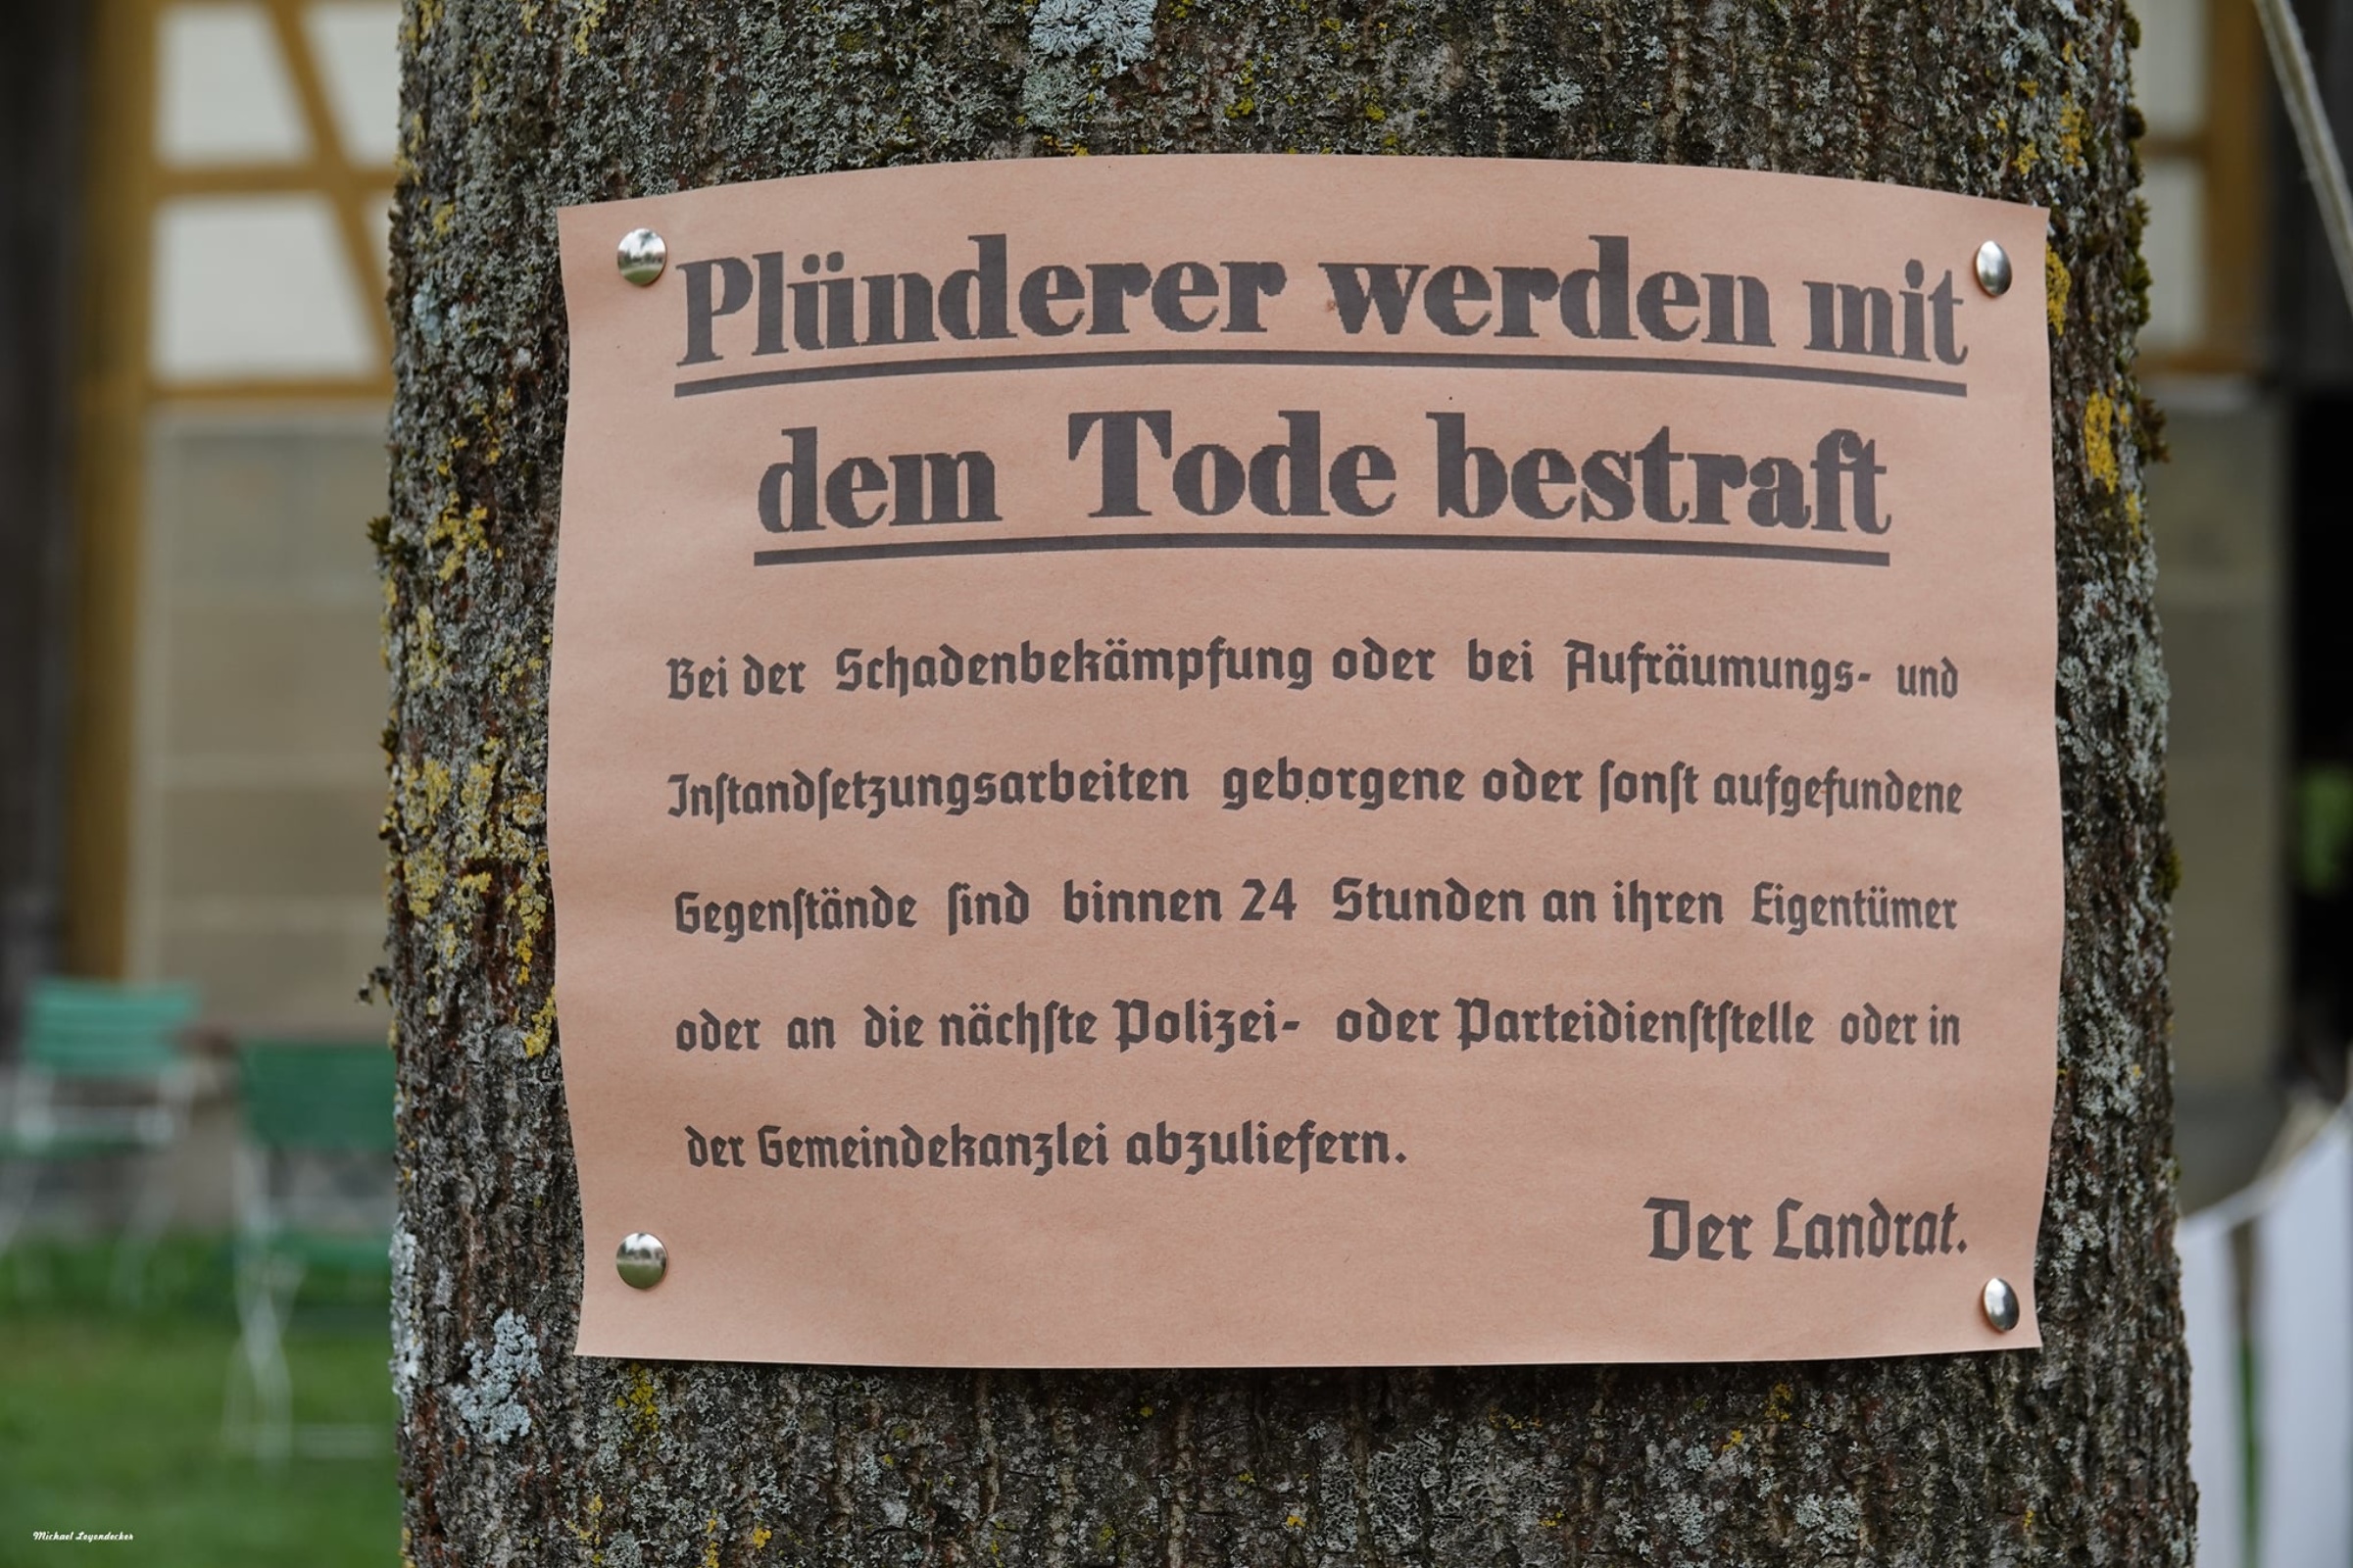 Plünderer werden mit
dem Tode bestraft
Bei der Schadenbekämpfung oder bei Aufräumungs- und
Inſtandſetzungsarbeiten geborgene oder ſonſt aufgefundene
Gegenſtände ſind binnen 24 Stunden an ihren Eigentümer
oder an die nächſte Polizei- oder Parteidienſtſtelle oder in
der Gemeindekanzlei abzuliefern.
Der Landrat.
Michael Leyendecker